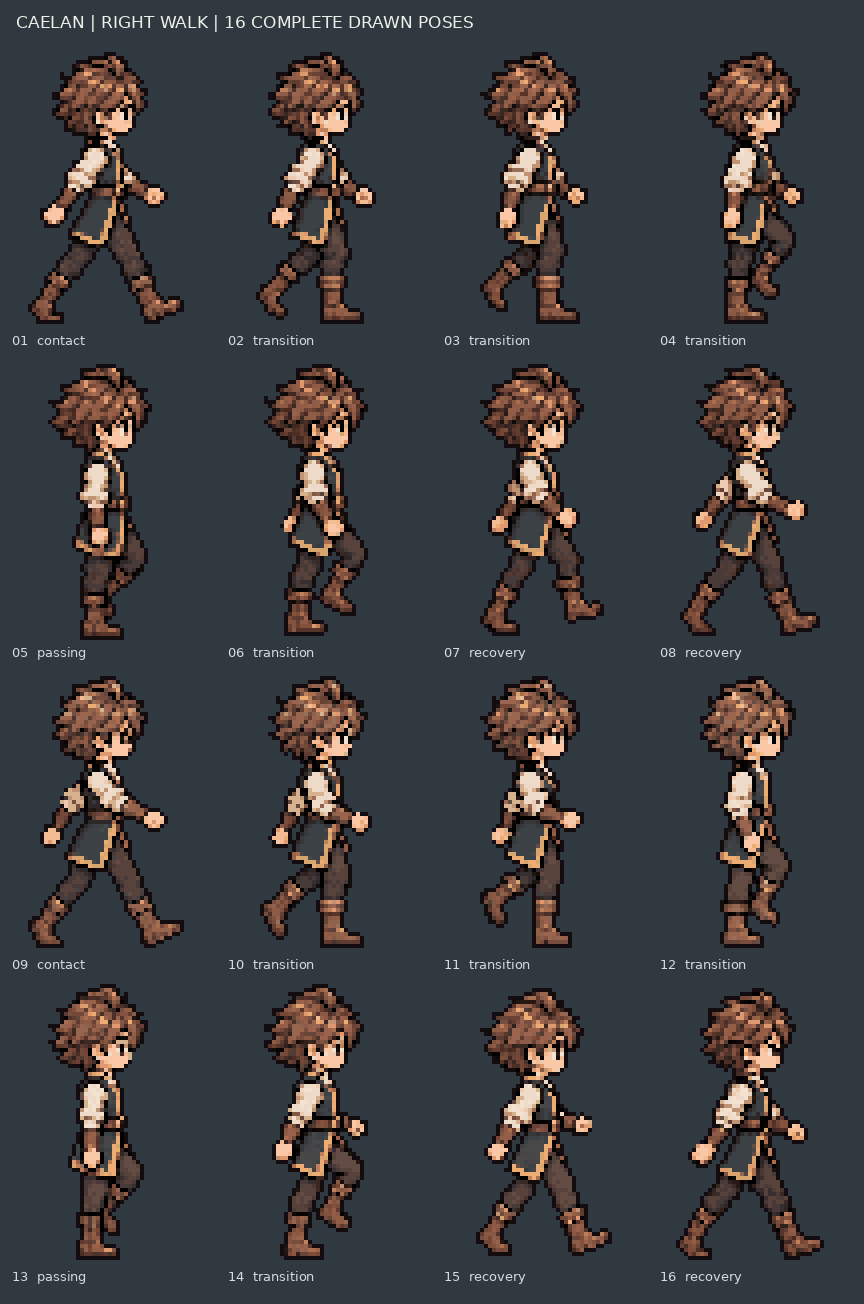 CAELAN | RIGHT WALK | 16 COMPLETE DRAWN POSES
01 contact
02 transition
03 transition
04 transition
05 passing
06 transition
07 recovery
08 recovery
09 contact
10 transition
11 transition
12 transition
13 passing
14 transition
15 recovery
16 recovery